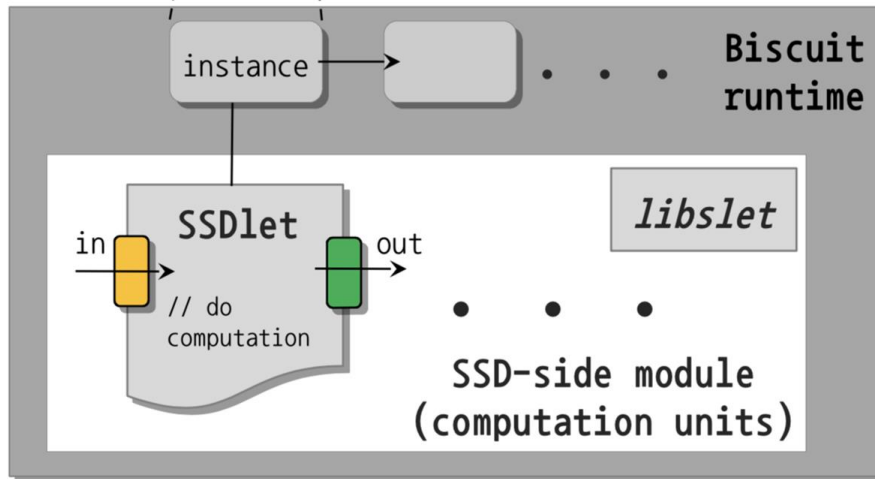 instance
Biscuit
runtime
libslet
SSDlet
in
out
// do
computation
SSD-side module
(computation units)